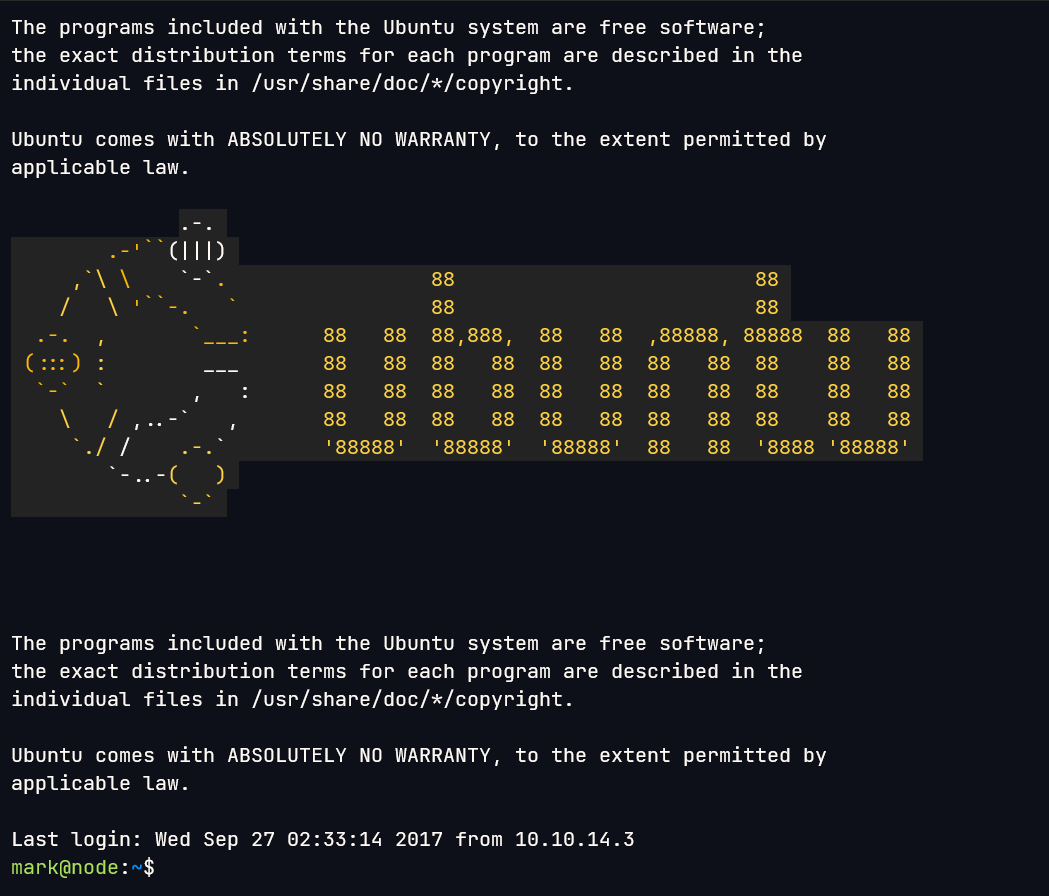 The programs included with the Ubuntu system are free software;
the exact distribution terms for each program are described in the
individual files in /usr/share/doc/*/copyright.
Ubuntu comes with ABSOLUTELY NO WARRANTY, to the extent permitted by
applicable law.
              .-.
        .-'``(|||)
     ,`\ \    `-`.                 88                         88
    /   \ '``-.   `                88                         88
  .-.  ,       `___:      88   88  88,888,  88   88  ,88888, 88888  88   88
 (:::) :        ___       88   88  88   88  88   88  88   88  88    88   88
  `-`  `       ,   :      88   88  88   88  88   88  88   88  88    88   88
    \   / ,..-`   ,       88   88  88   88  88   88  88   88  88    88   88
     `./ /    .-.`        '88888'  '88888'  '88888'  88   88  '8888 '88888'
        `-..-(   )
              `-`
The programs included with the Ubuntu system are free software;
the exact distribution terms for each program are described in the
individual files in /usr/share/doc/*/copyright.
Ubuntu comes with ABSOLUTELY NO WARRANTY, to the extent permitted by
applicable law.
Last login: Wed Sep 27 02:33:14 2017 from 10.10.14.3
mark@node:~$